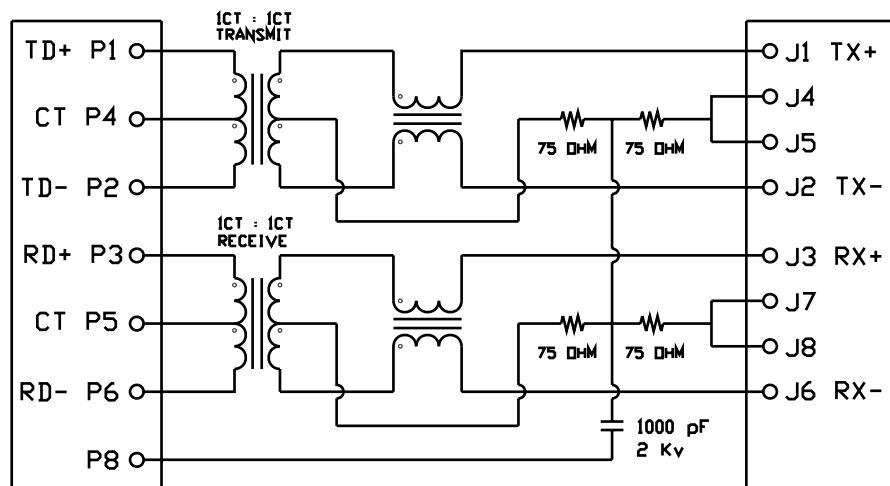 1CT : 1CT
TRANSMIT
TD+ P1
J1 TX+
J4
CT P4
75 OHM 75 OHM
J5
TD- P2
J2 TX-
1CT : 1CT
RECEIVE
RD+ P3
J3 RX+
J7
CT P5
75 OHM 75 OHM
J8
RD- P6
J6 RX-
1000 pF
2 Kv
P8